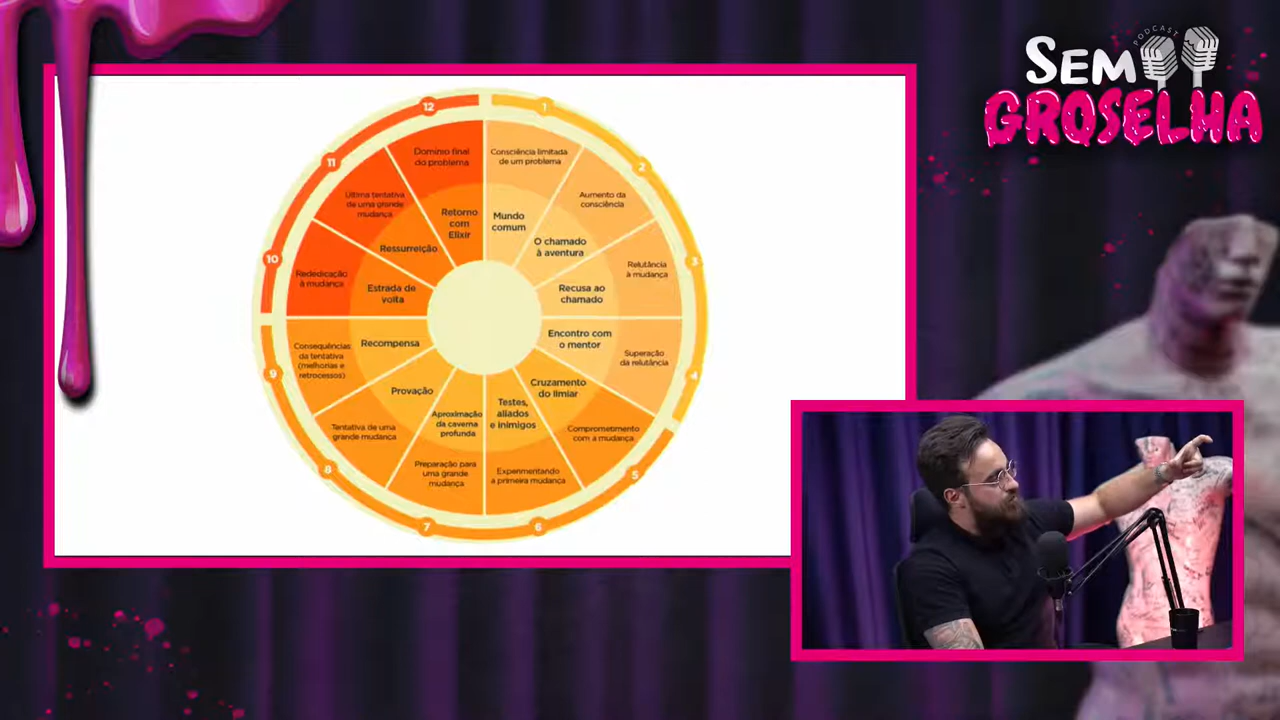 PODCAST
SEM
GROSELHA
12
1
11
2
10
3
9
4
8
5
7
6
Domínio final
do problema
Consciência limitada
de um problema
Última tentativa
de uma grande
mudança
Aumento da
consciência
Retorno
com
Elixir
Mundo
comum
Ressurreição
O chamado
à aventura
Rededicação
à mudança
Relutância
à mudança
Estrada de
volta
Recusa ao
chamado
Consequências
da tentativa
(melhorias e
retrocessos)
Recompensa
Encontro com
o mentor
Superação
da relutância
Provação
Cruzamento
do limiar
Aproximação
da caverna
profunda
Testes,
aliados
e inimigos
Tentativa de uma
grande mudança
Comprometimento
com a mudança
Preparação para
uma grande
mudança
Experimentando
a primeira mudança